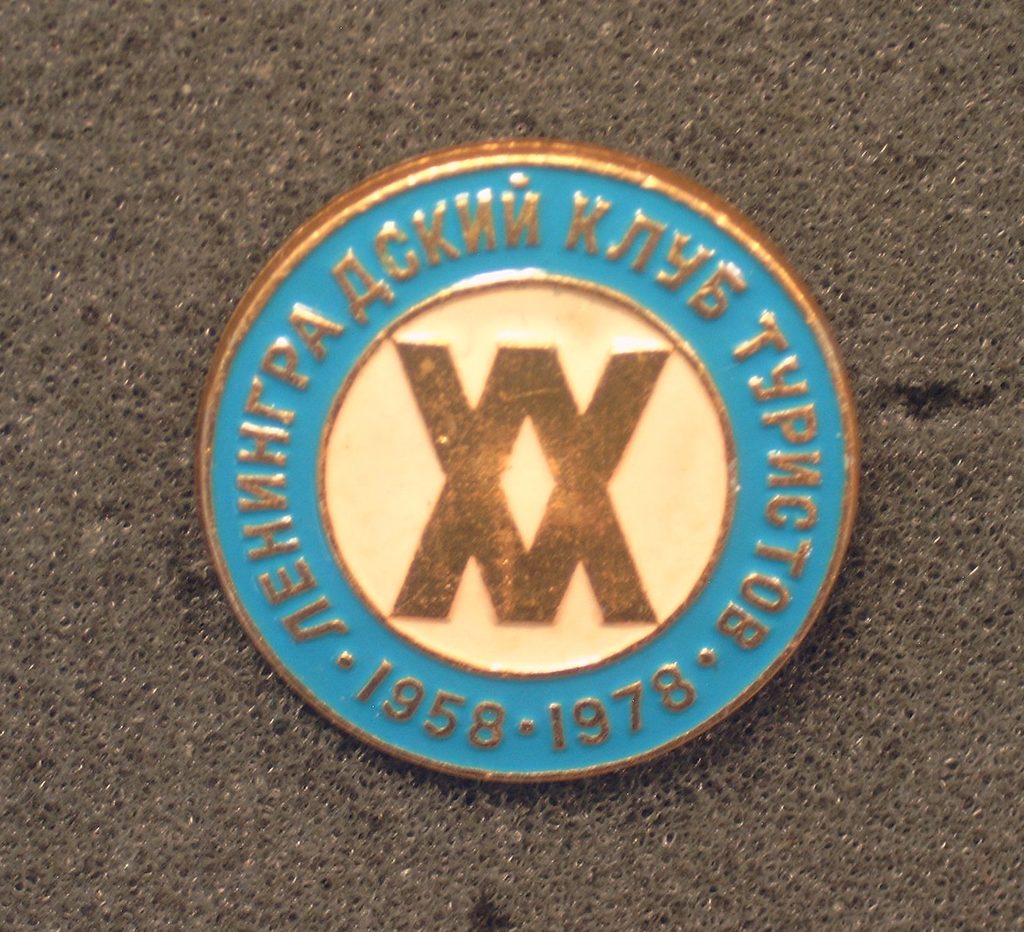 ЛЕНИНГРАДСКИЙ КЛУБ ТУРИСТОВ
XX
· 1958 · 1978 ·